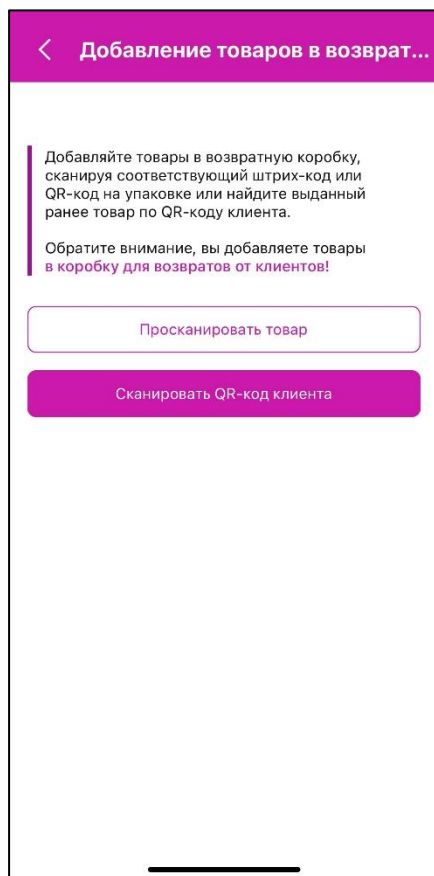 Добавление товаров в возврат...
Добавляйте товары в возвратную коробку,
сканируя соответствующий штрих-код или
QR-код на упаковке или найдите выданный
ранее товар по QR-коду клиента.
Обратите внимание, вы добавляете товары
в коробку для возвратов от клиентов!
Просканировать товар
Сканировать QR-код клиента